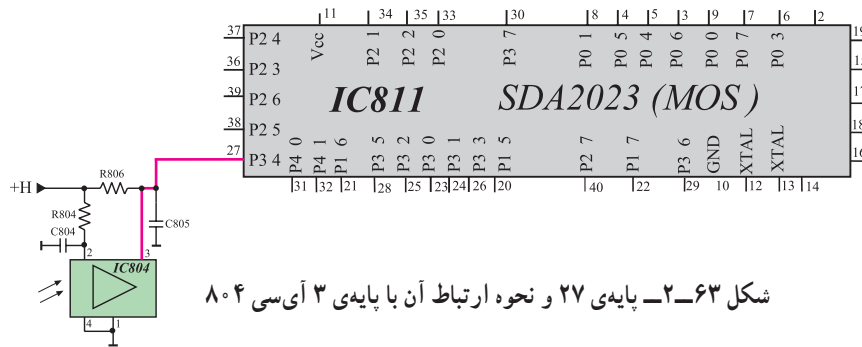 11 34 35 33 30 8 4 5 3 9 7 6 2
37 P2 4 Vcc P2 1 P2 2 P2 0 P3 7 P0 1 P0 5 P0 4 P0 6 P0 0 P0 7 P0 3 19
36 P2 3 15
39 P2 6 IC811 SDA2023 (MOS) 17
38 P2 5 18
27 P3 4 P4 0 P4 1 P1 6 P3 5 P3 2 P3 0 P3 1 P3 3 P1 5 P2 7 P1 7 P3 6 GND XTAL XTAL 16
31 32 21 28 25 23 24 26 20 40 22 29 10 12 13 14
+H R806
R804
C804 C805
2 3
IC804
4 1
شکل ۶۳ــ۲ــ پایه‌ی ۲۷ و نحوه ارتباط آن با پایه‌ی ۳ آی‌سی ۸۰۴